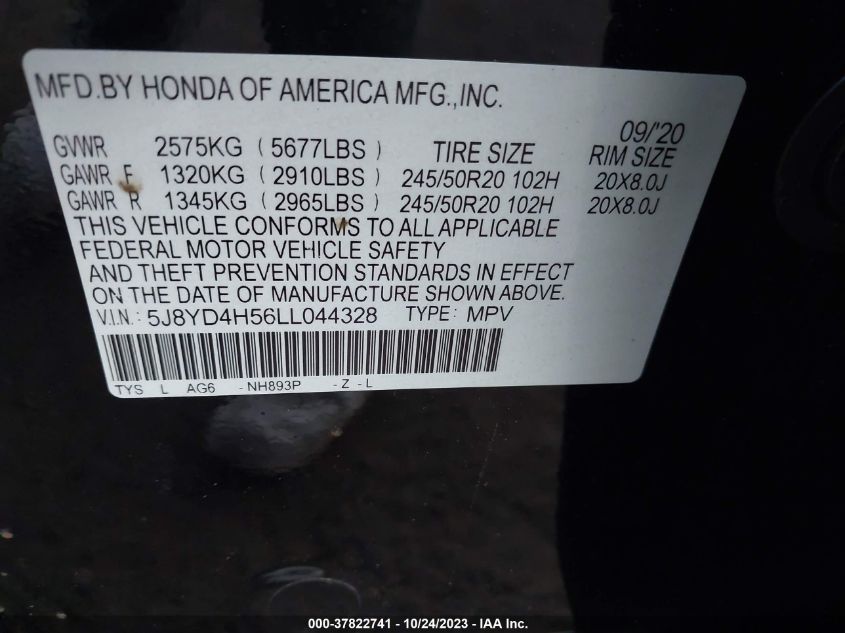 MFD.BY HONDA OF AMERICA MFG.,INC.
09/'20
GVWR 2575KG ( 5677LBS ) TIRE SIZE RIM SIZE
GAWR F 1320KG ( 2910LBS ) 245/50R20 102H 20X8.0J
GAWR R 1345KG ( 2965LBS ) 245/50R20 102H 20X8.0J
THIS VEHICLE CONFORMS TO ALL APPLICABLE
FEDERAL MOTOR VEHICLE SAFETY
AND THEFT PREVENTION STANDARDS IN EFFECT
ON THE DATE OF MANUFACTURE SHOWN ABOVE.
V.I.N.: 5J8YD4H56LL044328 TYPE: MPV
TYS L AG6 -NH893P -Z-L
000-37822741 - 10/24/2023 - IAA Inc.